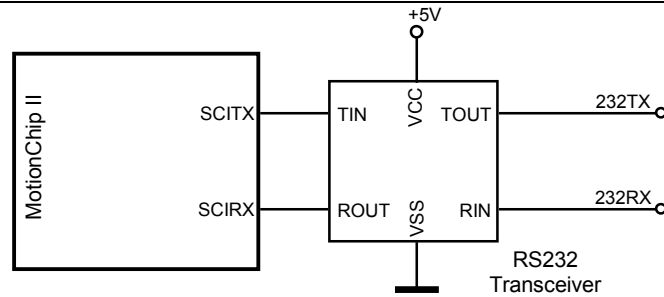 +5V
MotionChip II
SCITX
TIN
VCC
TOUT
232TX
SCIRX
ROUT
VSS
RIN
232RX
RS232
Transceiver